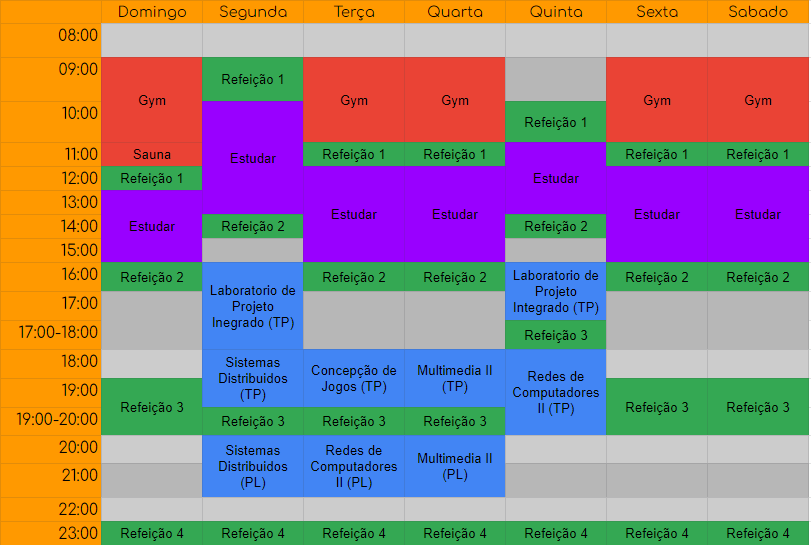 Domingo Segunda Terça Quarta Quinta Sexta Sabado
08:00
09:00 Refeição 1
Gym Gym Gym Gym Gym
10:00 Refeição 1
11:00 Sauna Refeição 1 Refeição 1 Refeição 1 Refeição 1
Estudar
12:00 Refeição 1 Estudar
13:00
Estudar Estudar Estudar Estudar
14:00 Estudar Refeição 2 Refeição 2
15:00
16:00 Refeição 2 Refeição 2 Refeição 2 Refeição 2 Refeição 2
Laboratorio de
Projeto
Inegrado (TP)
Laboratorio de
Projeto
Integrado (TP)
17:00
17:00-18:00 Refeição 3
18:00
Sistemas
Distribuidos
(TP)
Concepção de
Jogos (TP)
Multimedia II
(TP)
Redes de
Computadores
II (TP)
19:00
Refeição 3 Refeição 3 Refeição 3
19:00-20:00 Refeição 3 Refeição 3 Refeição 3
20:00
Sistemas
Distribuidos
(PL)
Redes de
Computadores
II (PL)
Multimedia II
(PL)
21:00
22:00
23:00 Refeição 4 Refeição 4 Refeição 4 Refeição 4 Refeição 4 Refeição 4 Refeição 4